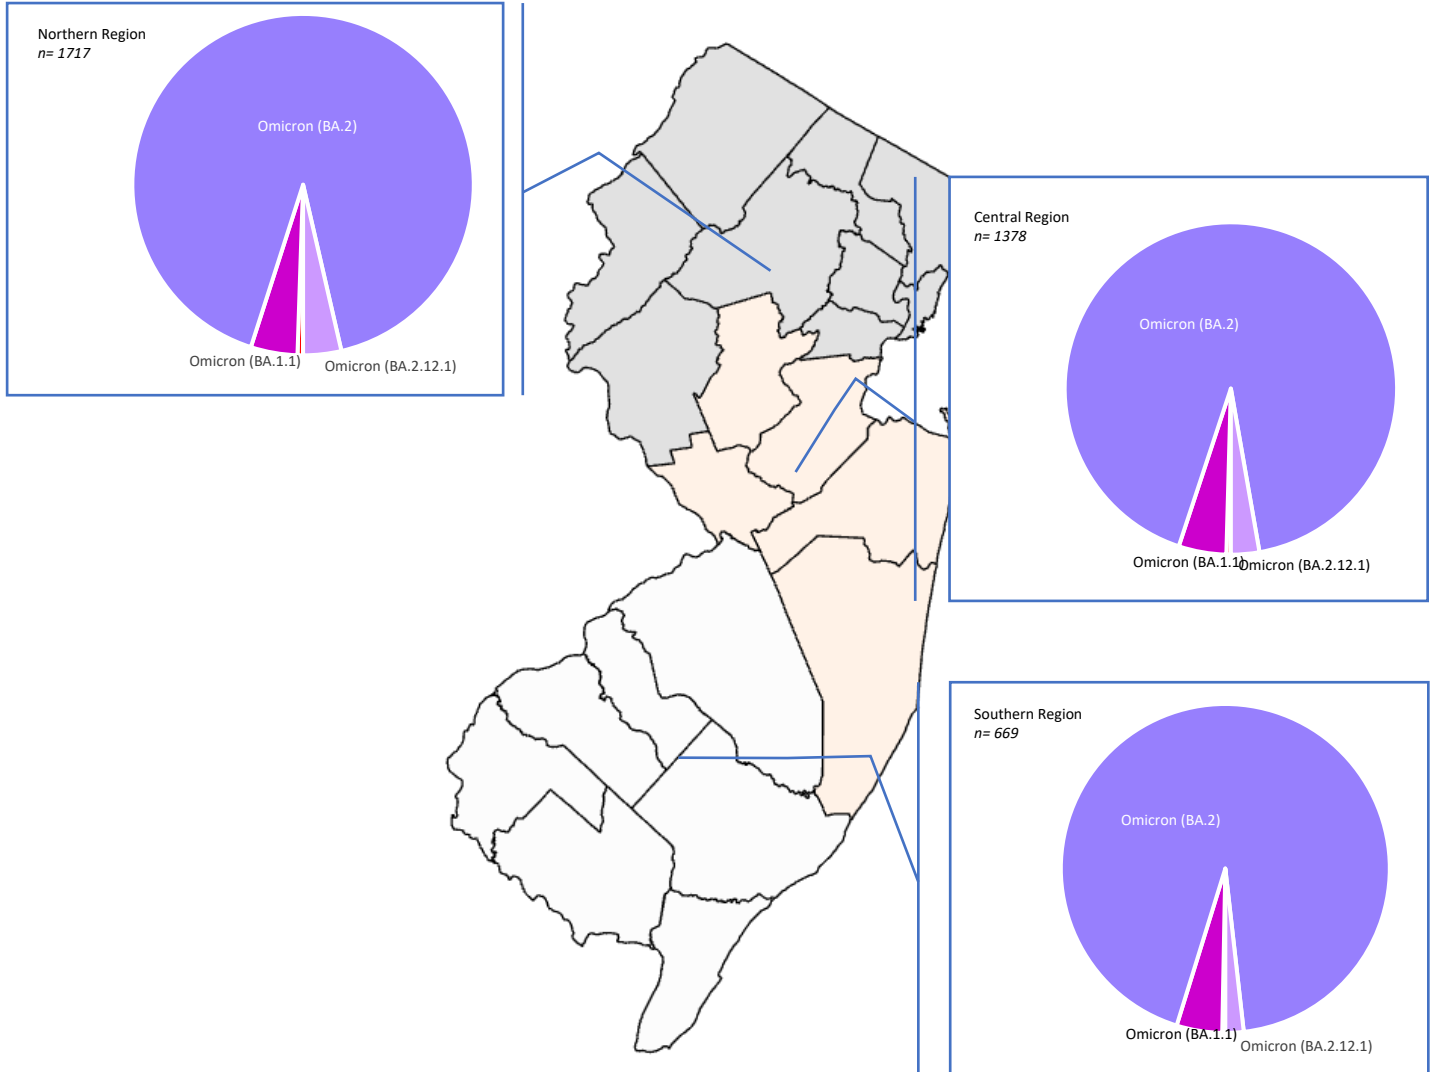 Northern Region
n= 1717
Omicron (BA.2)
Omicron (BA.1.1)
Omicron (BA.2.12.1)
Central Region
n= 1378
Omicron (BA.2)
Omicron (BA.1.1)
Omicron (BA.2.12.1)
Southern Region
n= 669
Omicron (BA.2)
Omicron (BA.1.1)
Omicron (BA.2.12.1)